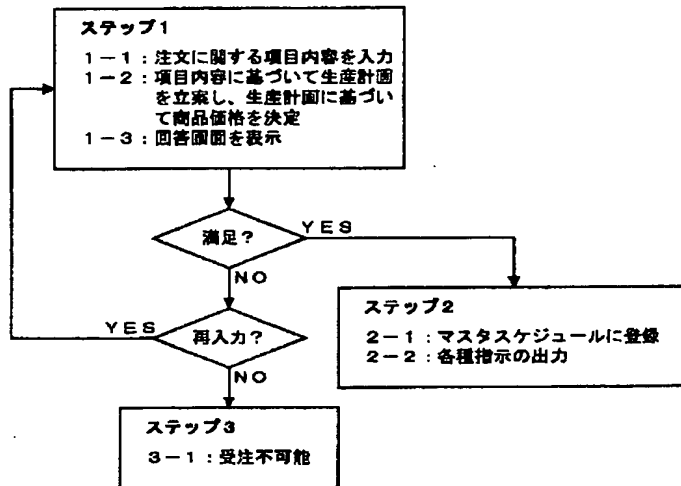 ステップ1
1－1：注文に関する項目内容を入力
1－2：項目内容に基づいて生産計画
を立案し、生産計画に基づい
て商品価格を決定
1－3：回答画面を表示
満足？
YES
NO
ステップ2
2－1：マスタスケジュールに登録
2－2：各種指示の出力
YES
再入力？
NO
ステップ3
3－1：受注不可能